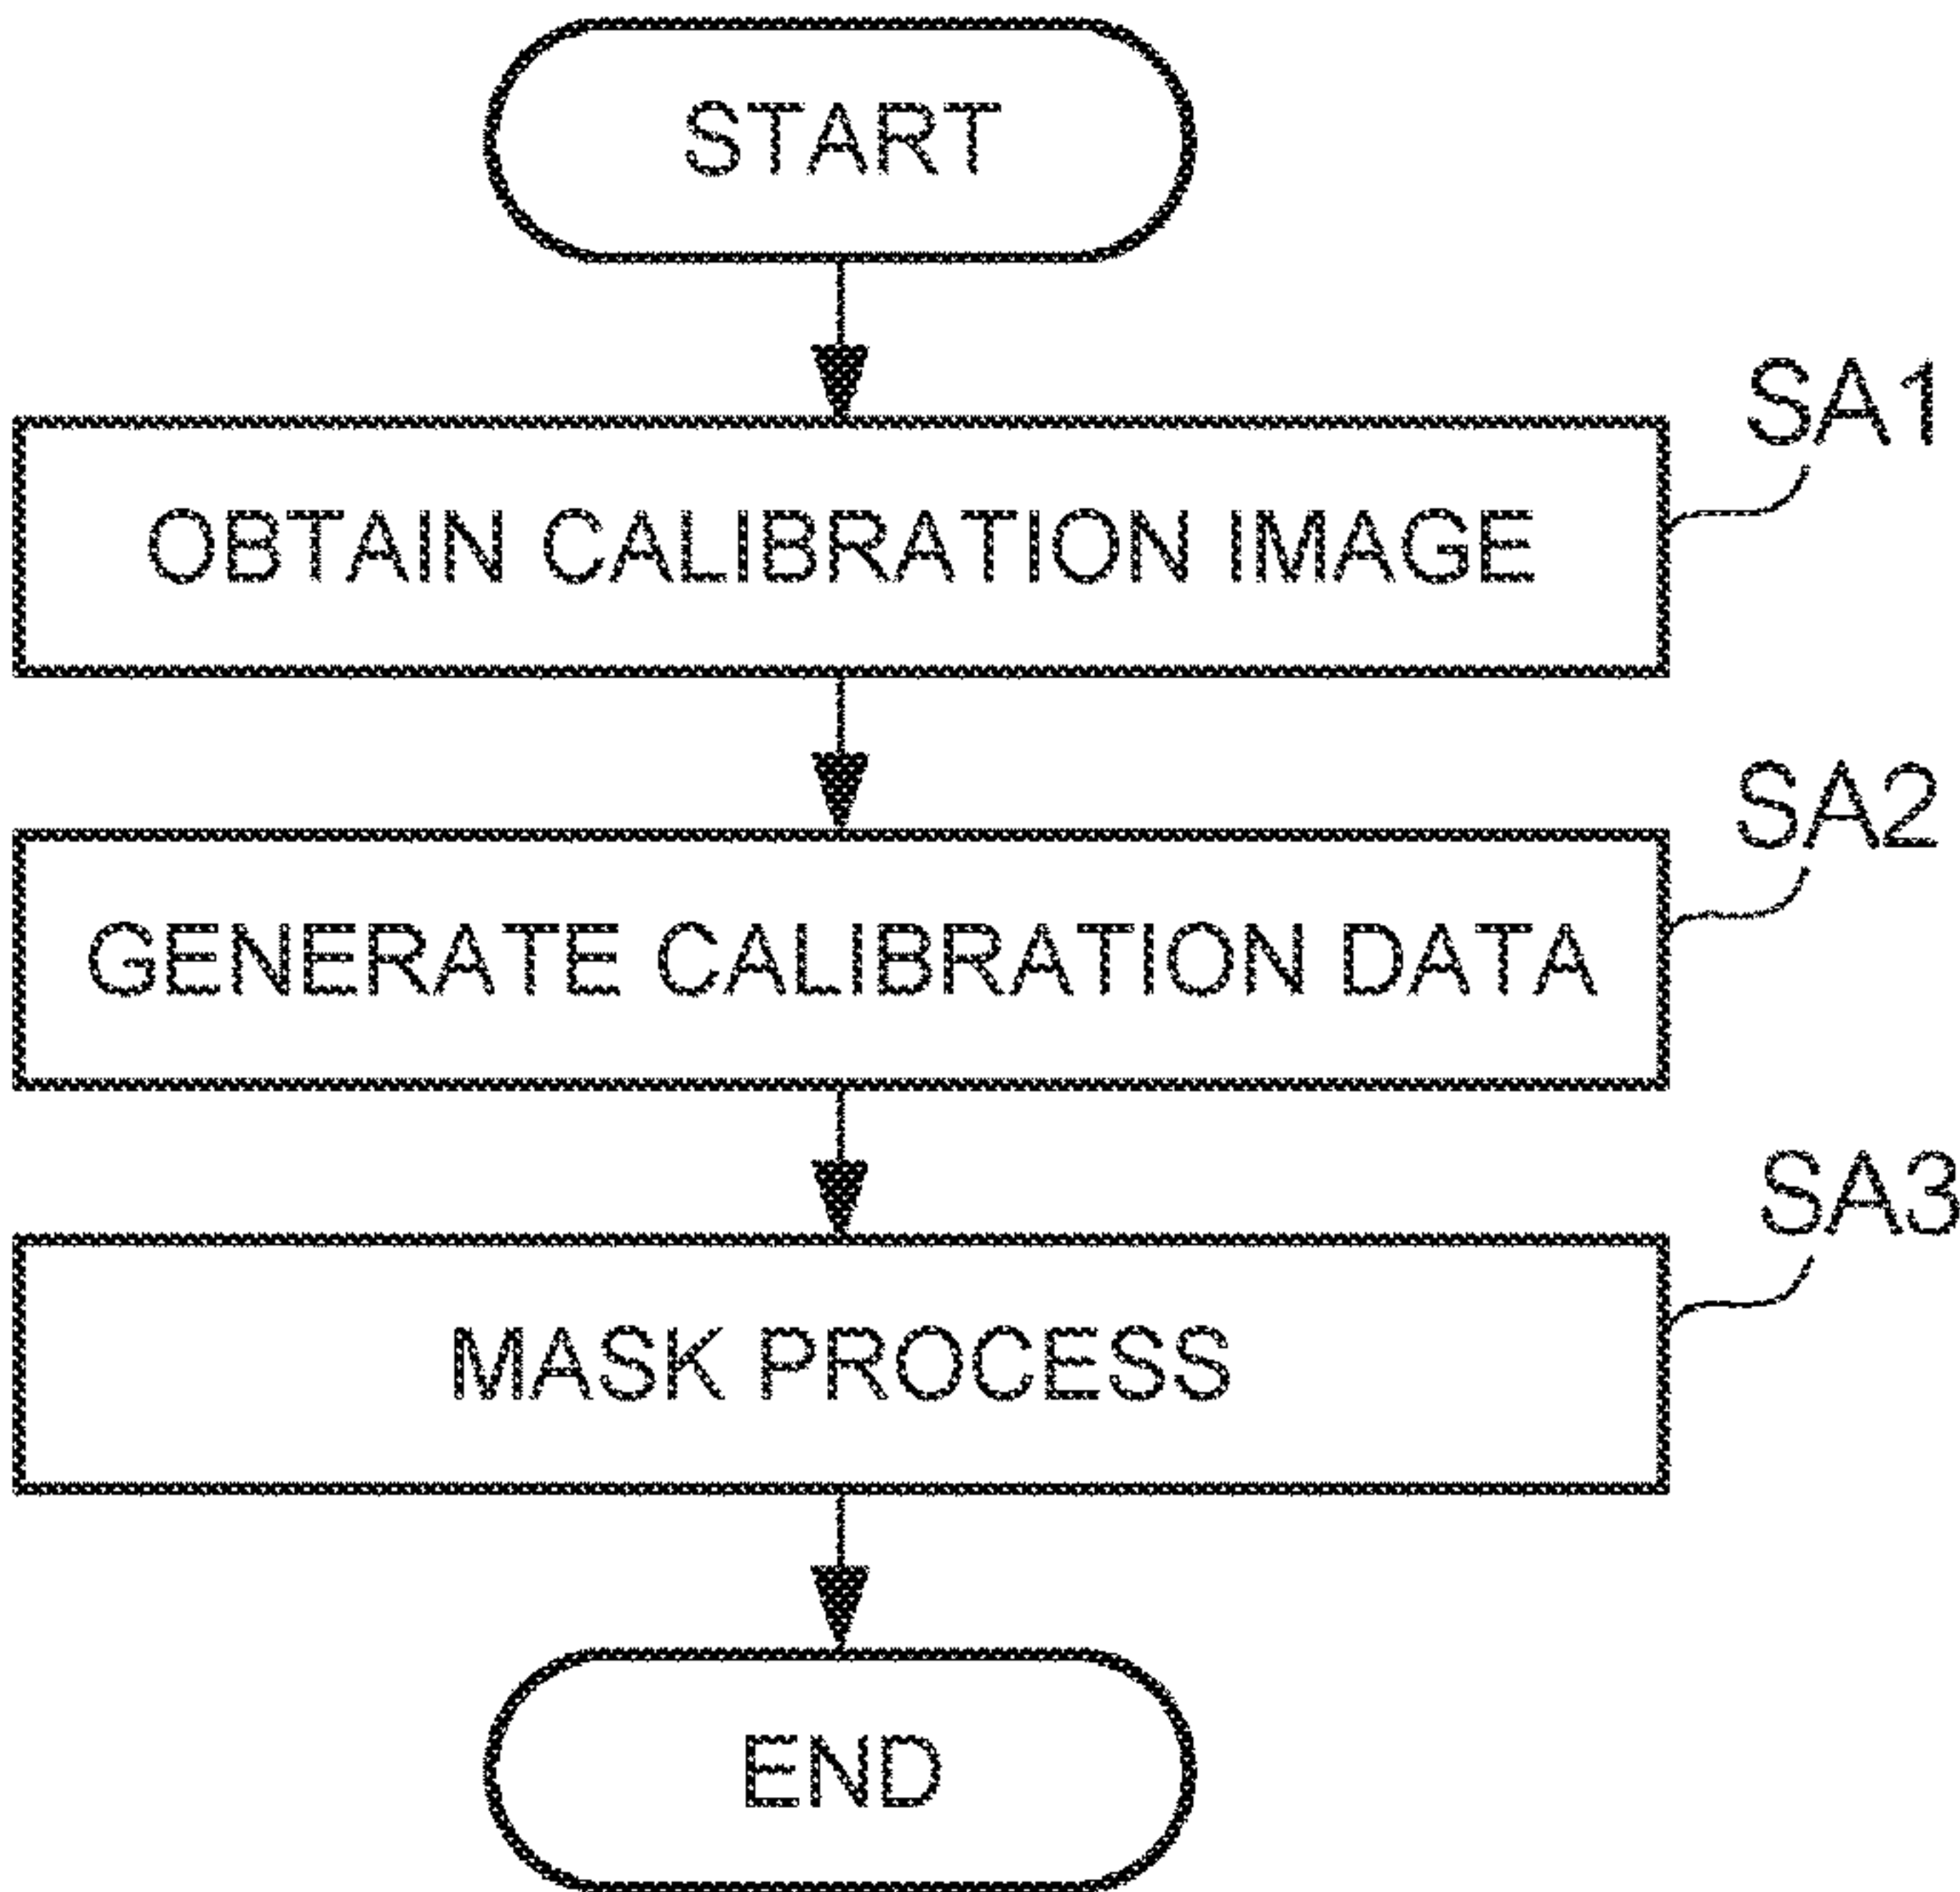 START
SA1
OBTAIN CALIBRATION IMAGE
SA2
GENERATE CALIBRATION DATA
SA3
MASK PROCESS
END